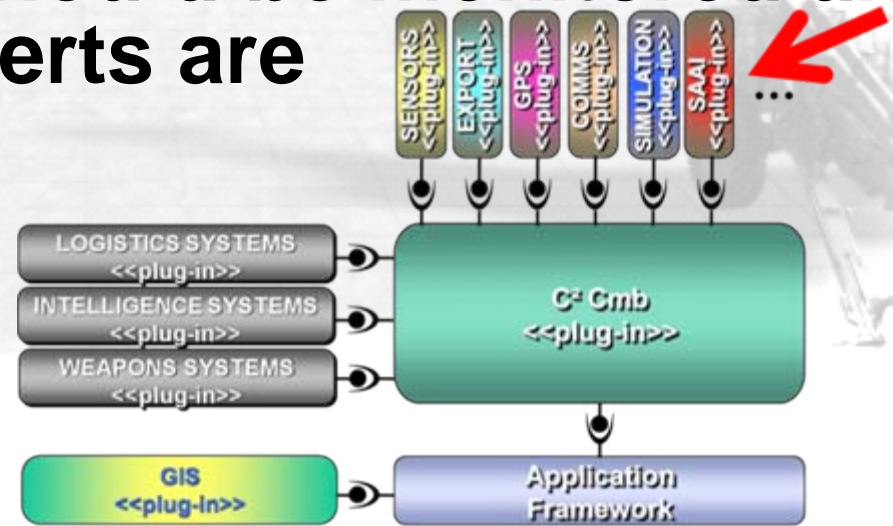 erts are
SENSORS
<<plug-in>>
EXPORT
<<plug-in>>
GPS
<<plug-in>>
COMMS
<<plug-in>>
SIMULATION
<<plug-in>>
SAAI
<<plug-in>>
...
LOGISTICS SYSTEMS
<<plug-in>>
INTELLIGENCE SYSTEMS
<<plug-in>>
WEAPONS SYSTEMS
<<plug-in>>
C² Cmb
<<plug-in>>
GIS
<<plug-in>>
Application
Framework